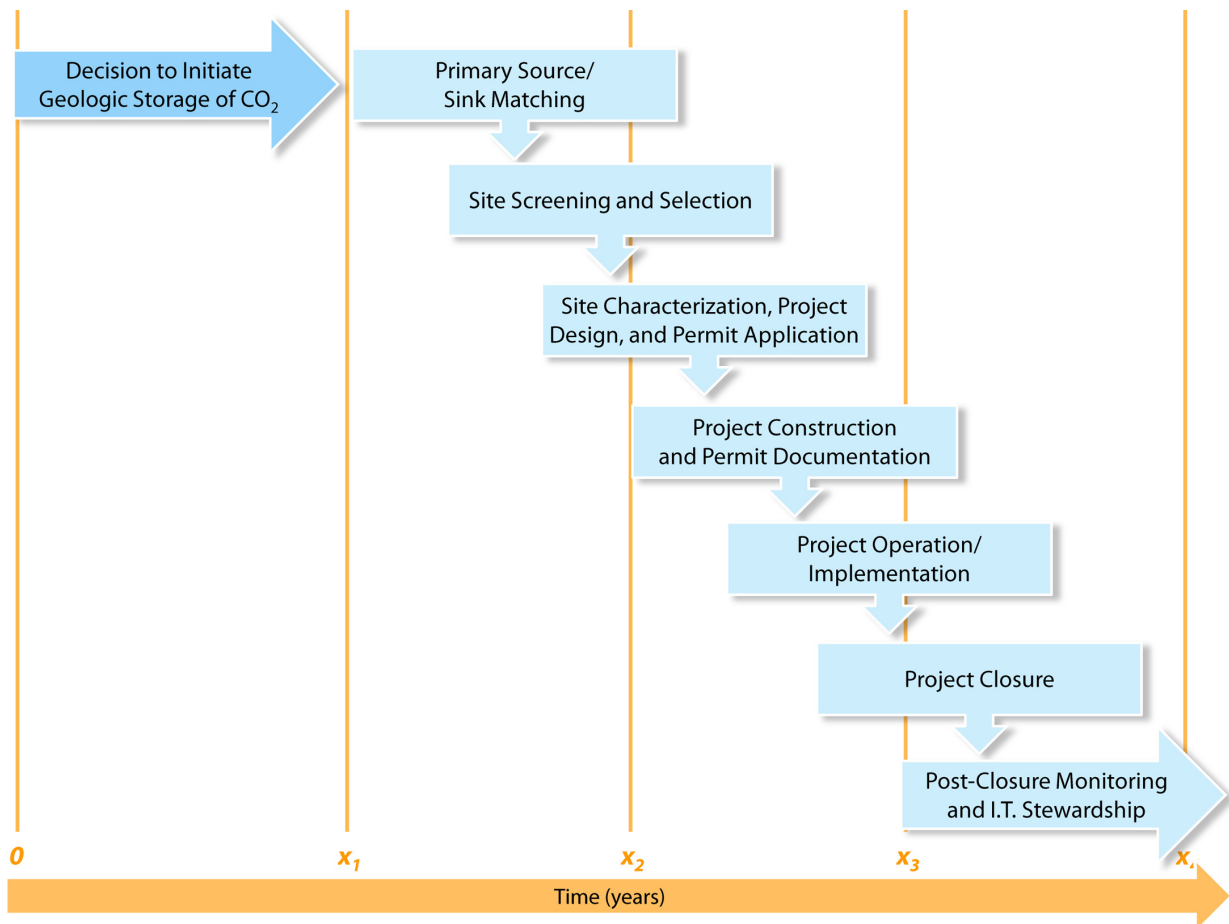 Decision to Initiate
Geologic Storage of CO₂
Primary Source/
Sink Matching
Site Screening and Selection
Site Characterization, Project
Design, and Permit Application
Project Construction
and Permit Documentation
Project Operation/
Implementation
Project Closure
Post-Closure Monitoring
and I.T. Stewardship
0 x₁ x₂ x₃ x
Time (years)